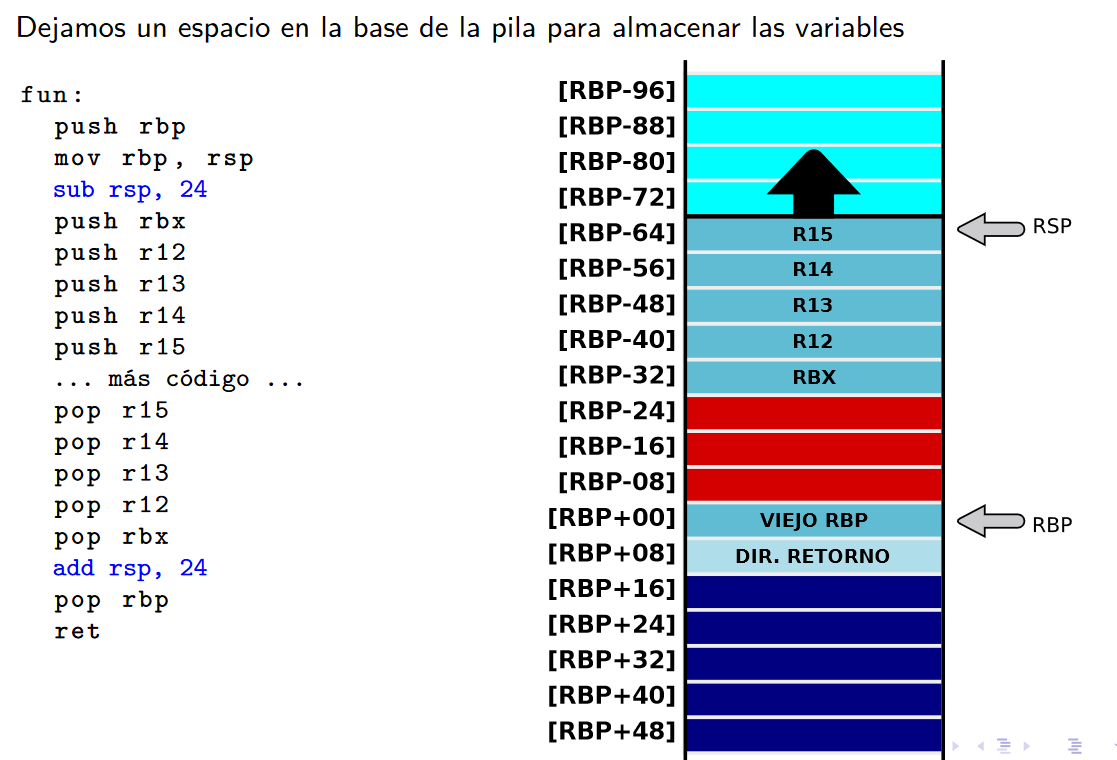 Dejamos un espacio en la base de la pila para almacenar las variables
fun:
push rbp
mov rbp, rsp
sub rsp, 24
push rbx
push r12
push r13
push r14
push r15
... más código ...
pop r15
pop r14
pop r13
pop r12
pop rbx
add rsp, 24
pop rbp
ret
[RBP-96]
[RBP-88]
[RBP-80]
[RBP-72]
[RBP-64] R15 RSP
[RBP-56] R14
[RBP-48] R13
[RBP-40] R12
[RBP-32] RBX
[RBP-24]
[RBP-16]
[RBP-08]
[RBP+00] VIEJO RBP RBP
[RBP+08] DIR. RETORNO
[RBP+16]
[RBP+24]
[RBP+32]
[RBP+40]
[RBP+48]